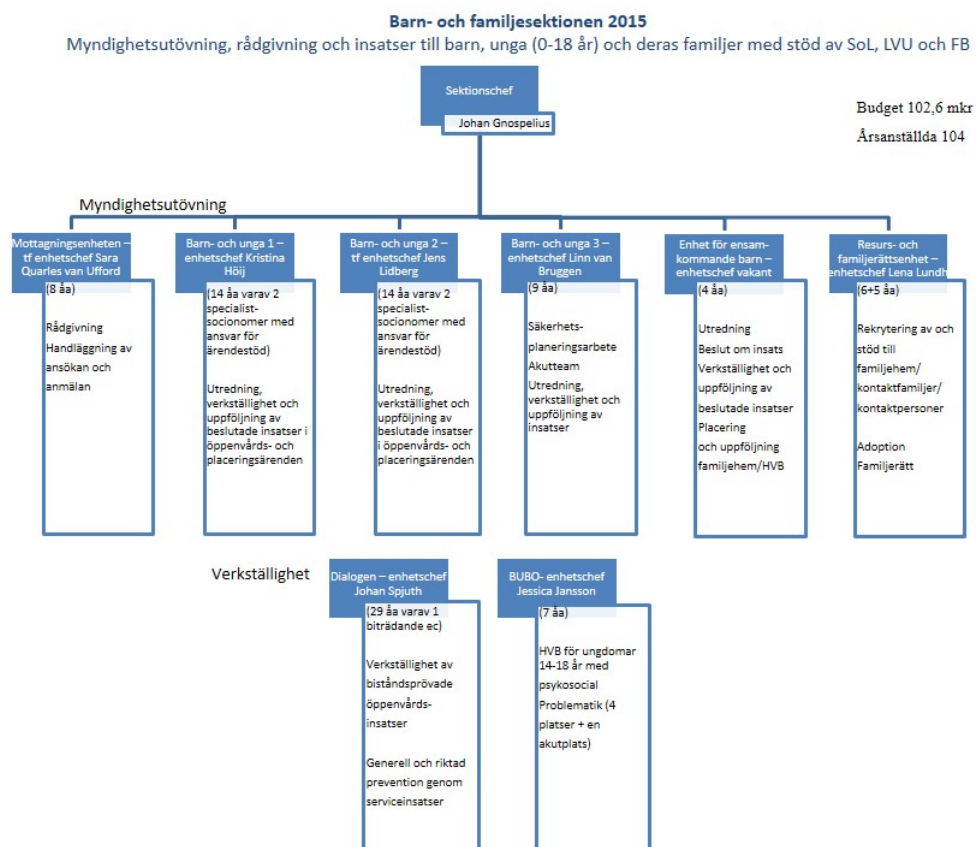 Barn- och familjesektionen 2015
Myndighetsutövning, rådgivning och insatser till barn, unga (0-18 år) och deras familjer med stöd av SoL, LVU och FB
Sektionschef
Johan Gnospelius
Budget 102,6 mkr
Årsanställda 104
Myndighetsutövning
Mottagningsenheten –
tf enhetschef Sara
Quarles van Ufford
(8 åa)
Rådgivning
Handläggning av
ansökan och
anmälan
Barn- och unga 1 –
enhetschef Kristina
Höij
(14 åa varav 2
specialist-
socionomer med
ansvar för
ärendestöd)
Utredning,
verkställighet och
uppföljning av
beslutade insatser i
öppenvårds- och
placeringsärenden
Barn- och unga 2 –
tf enhetschef Jens
Lidberg
(14 åa varav 2
specialist-
socionomer med
ansvar för
ärendestöd)
Utredning,
verkställighet och
uppföljning av
beslutade insatser
i öppenvårds- och
placeringsärenden
Barn- och unga 3 –
enhetschef Linn van
Bruggen
(9 åa)
Säkerhets-
planeringsarbete
Akutteam
Utredning,
verkställighet och
uppföljning av
insatser
Enhet för ensam-
kommande barn –
enhetschef vakant
(4 åa)
Utredning
Beslut om insats
Verkställighet och
uppföljning av
beslutade insatser
Placering
och uppföljning
familjehem/HVB
Resurs- och
familjerättsenhet –
enhetschef Lena Lundh
(6+5 åa)
Rekrytering av och
stöd till
familjehem/
kontaktfamiljer/
kontaktpersoner
Adoption
Familjerätt
Verkställighet
Dialogen – enhetschef
Johan Spjuth
(29 åa varav 1
biträdande ec)
Verkställighet av
biståndsprövade
öppenvårds-
insatser
Generell och riktad
prevention genom
serviceinsatser
BUBO- enhetschef
Jessica Jansson
(7 åa)
HVB för ungdomar
14-18 år med
psykosocial
Problematik (4
platser + en
akutplats)